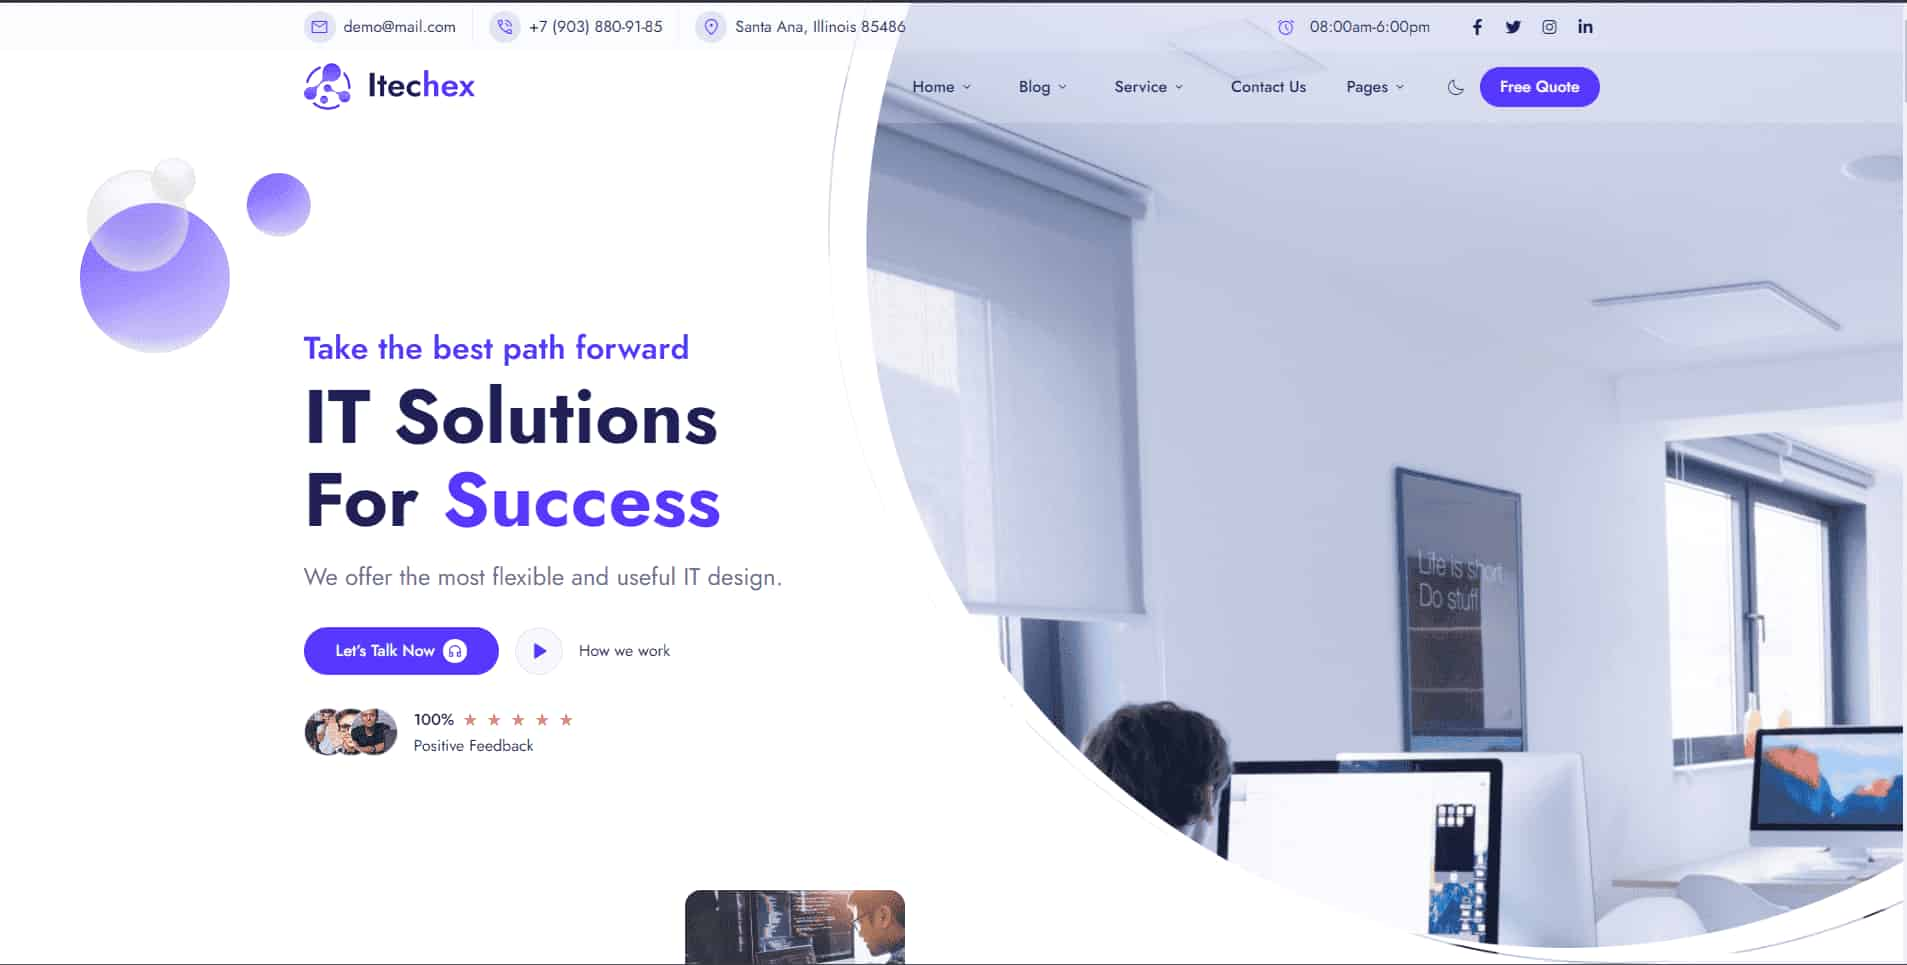 demo@mail.com
+7 (903) 880-91-85
Santa Ana, Illinois 85486
08:00am-6:00pm
Itechex
Home
Blog
Service
Contact Us
Pages
Free Quote
Take the best path forward
IT Solutions
For Success
We offer the most flexible and useful IT design.
Let's Talk Now
How we work
100%
Positive Feedback
Life is short
Do stuff